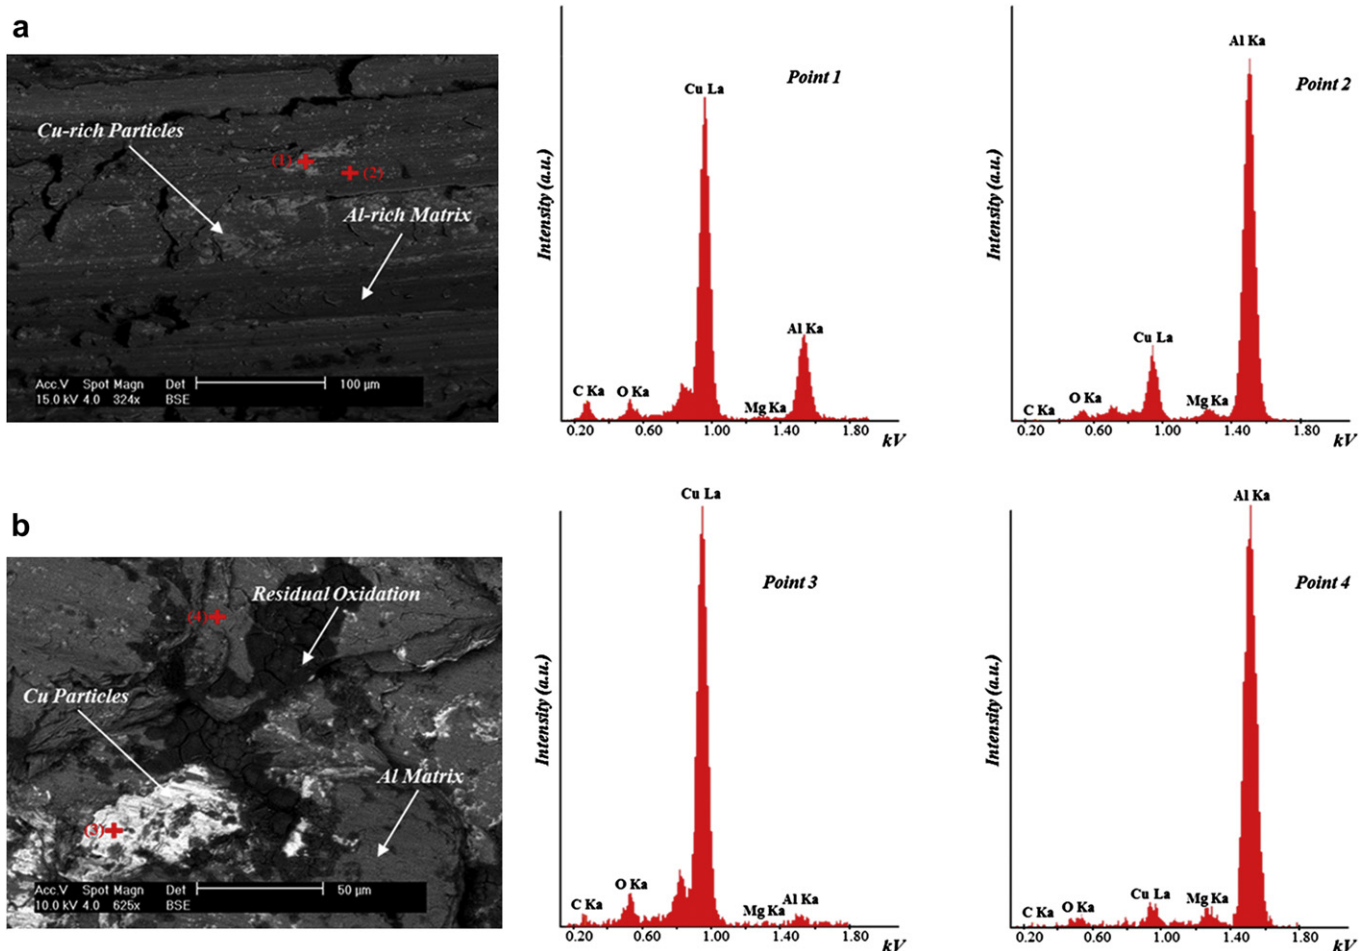 a
Cu-rich Particles
(1)
(2)
Al-rich Matrix
Acc.V Spot Magn Det 100 µm
15.0 kV 4.0 324x BSE
Intensity (a.u.)
Point 1
Cu La
Al Ka
C Ka
O Ka
Mg Ka
0.20 0.60 1.00 1.40 1.80
kV
Intensity (a.u.)
Al Ka
Point 2
Cu La
O Ka
Mg Ka
C Ka
0.20 0.60 1.00 1.40 1.80
kV
b
Residual Oxidation
(4)
Cu Particles
Al Matrix
(3)
Acc.V Spot Magn Det 50 µm
10.0 kV 4.0 625x BSE
Intensity (a.u.)
Cu La
Point 3
O Ka
C Ka
Mg Ka
Al Ka
0.20 0.60 1.00 1.40 1.80
kV
Intensity (a.u.)
Al Ka
Point 4
Cu La
Mg Ka
O Ka
C Ka
0.20 0.60 1.00 1.40 1.80
kV